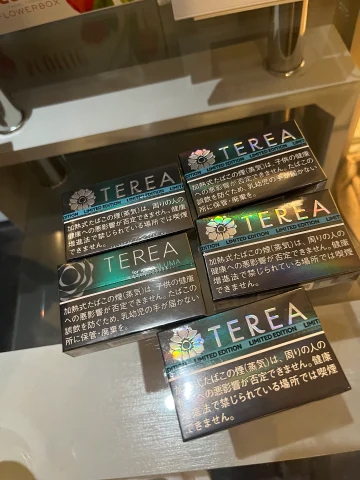 FLOWERBOX
TEREA
LIMITED EDITION
加熱式たばこの煙(蒸気)は、子供の健康
への悪影響が否定できません。たばこの
誤飲を防ぐため、乳幼児の手が届かない
所に保管・廃棄を。
TEREA
EDITION LIMITED EDITION LIMITED
加熱式たばこの煙(蒸気)は、周りの人の
健康への悪影響が否定できません。健康
増進法で禁じられている場所では喫煙
できません。
TEREA
LIMITED EDITION LIMITED EDITION
加熱式たばこの煙(蒸気)は、周りの人の
健康への悪影響が否定できません。健康
増進法で禁じられている場所では喫煙
できません。
TEREA
加熱式たばこの煙(蒸気)は、子供の健康
への悪影響が否定できません。たばこの
誤飲を防ぐため、乳幼児の手が届かない
所に保管・廃棄を。
TEREA
LIMITED EDITION LIMITED EDITION
たばこの煙(蒸気)は、周りの人の
の悪影響が否定できません。健康
法で禁じられている場所では喫煙
きません。